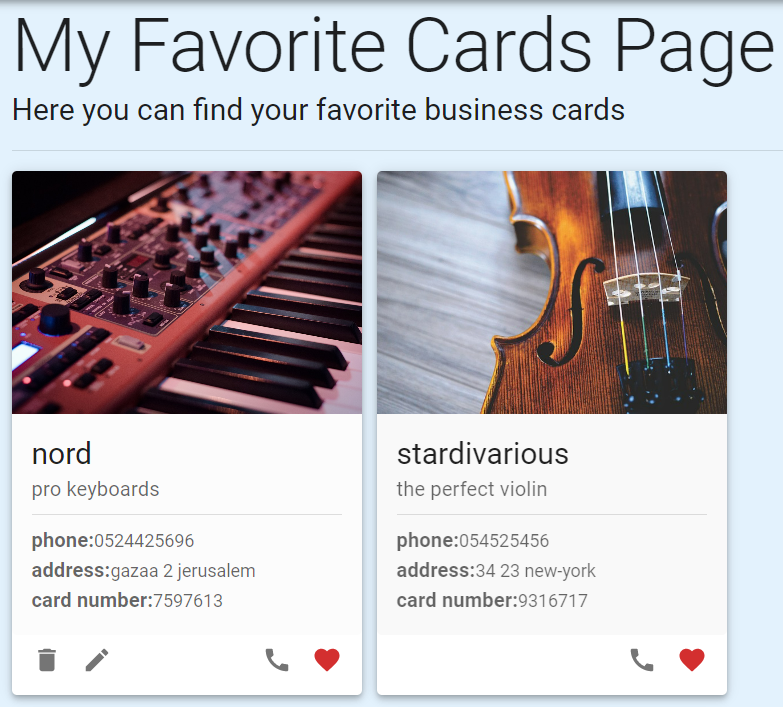 My Favorite Cards Page
Here you can find your favorite business cards
nord
pro keyboards
phone:0524425696
address:gazaa 2 jerusalem
card number:7597613
stardivarious
the perfect violin
phone:054525456
address:34 23 new-york
card number:9316717